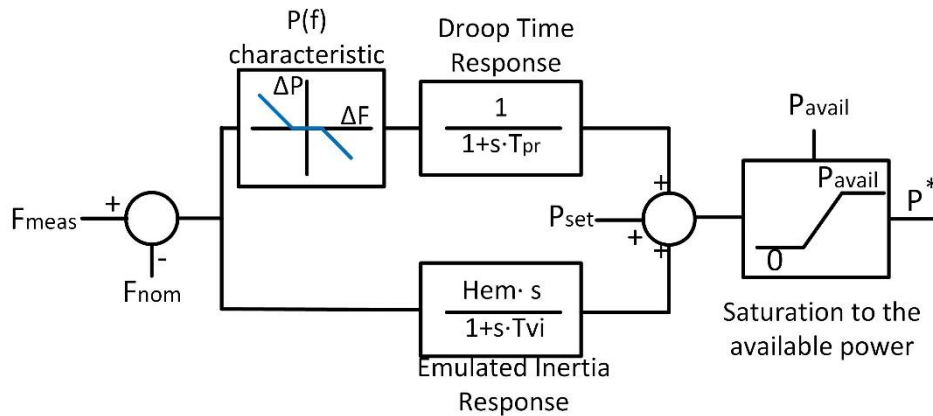 P(f)
characteristic
ΔP
ΔF
Droop Time
Response
1
1+s·Tpr
Pavail
Pavail
0
P*
Fmeas
+
-
Fnom
Pset
+
+
+
Hem· s
1+s·Tvi
Emulated Inertia
Response
Saturation to the
available power